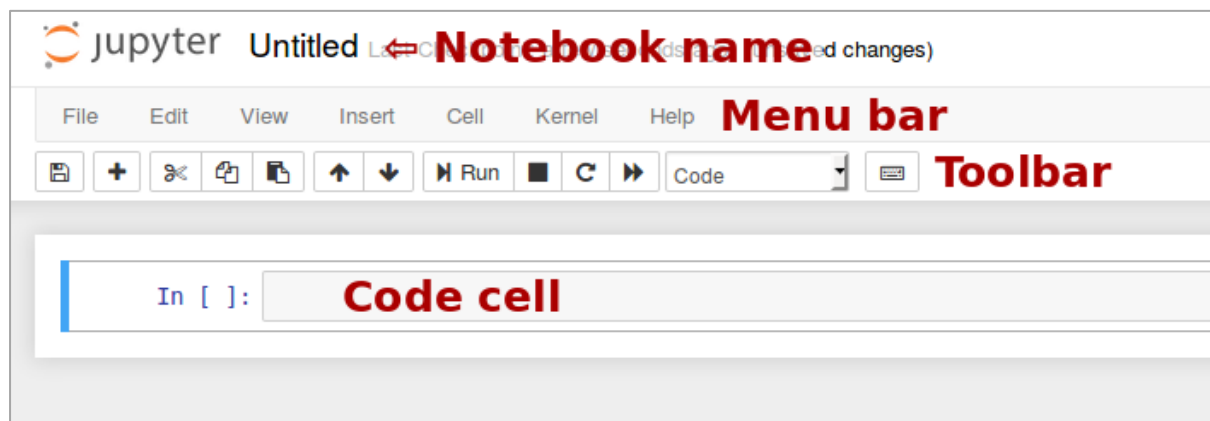 jupyter Untitled ⇐ Notebook name d changes)
File Edit View Insert Cell Kernel Help Menu bar
Run Code Toolbar
In [ ]: Code cell